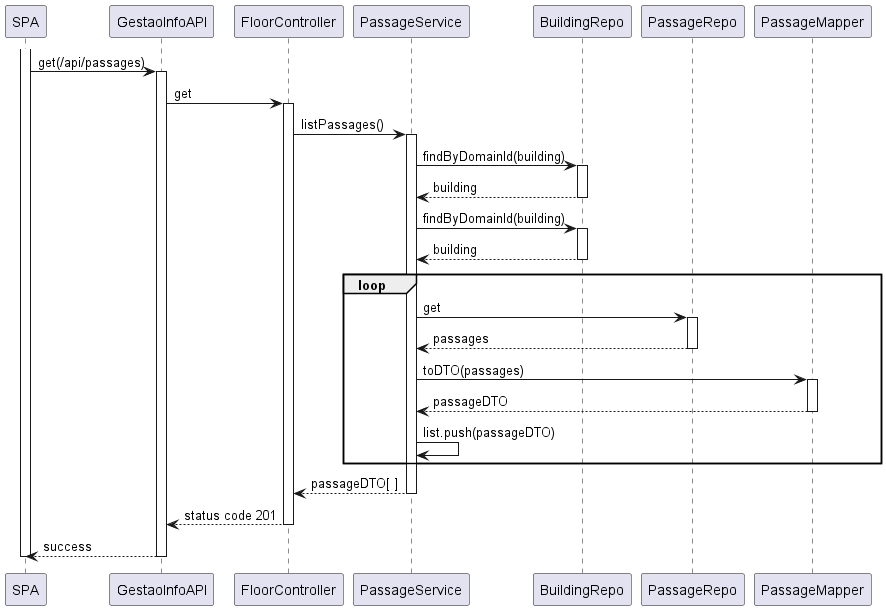 SPA GestaoInfoAPI FloorController PassageService BuildingRepo PassageRepo PassageMapper
get(/api/passages)
get
listPassages()
findByDomainId(building)
building
findByDomainId(building)
building
loop
get
passages
toDTO(passages)
passageDTO
list.push(passageDTO)
passageDTO[ ]
status code 201
success
SPA GestaoInfoAPI FloorController PassageService BuildingRepo PassageRepo PassageMapper